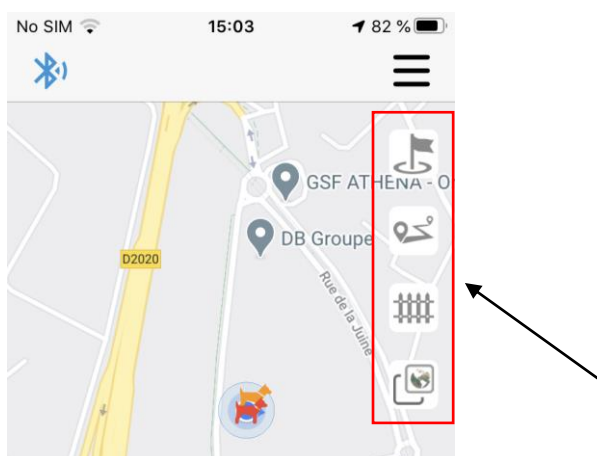 No SIM 15:03 82 %
GSF ATHENA - O
DB Groupe
D2020
Rue de la Juine